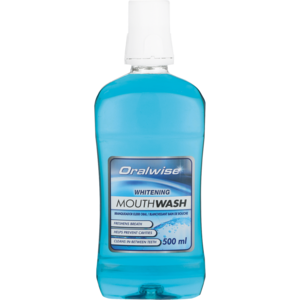 Oralwise
WHITENING
MOUTHWASH
FRESHENS BREATH
HELPS PREVENT CAVITIES
CLEANS IN-BETWEEN TEETH
500 ml